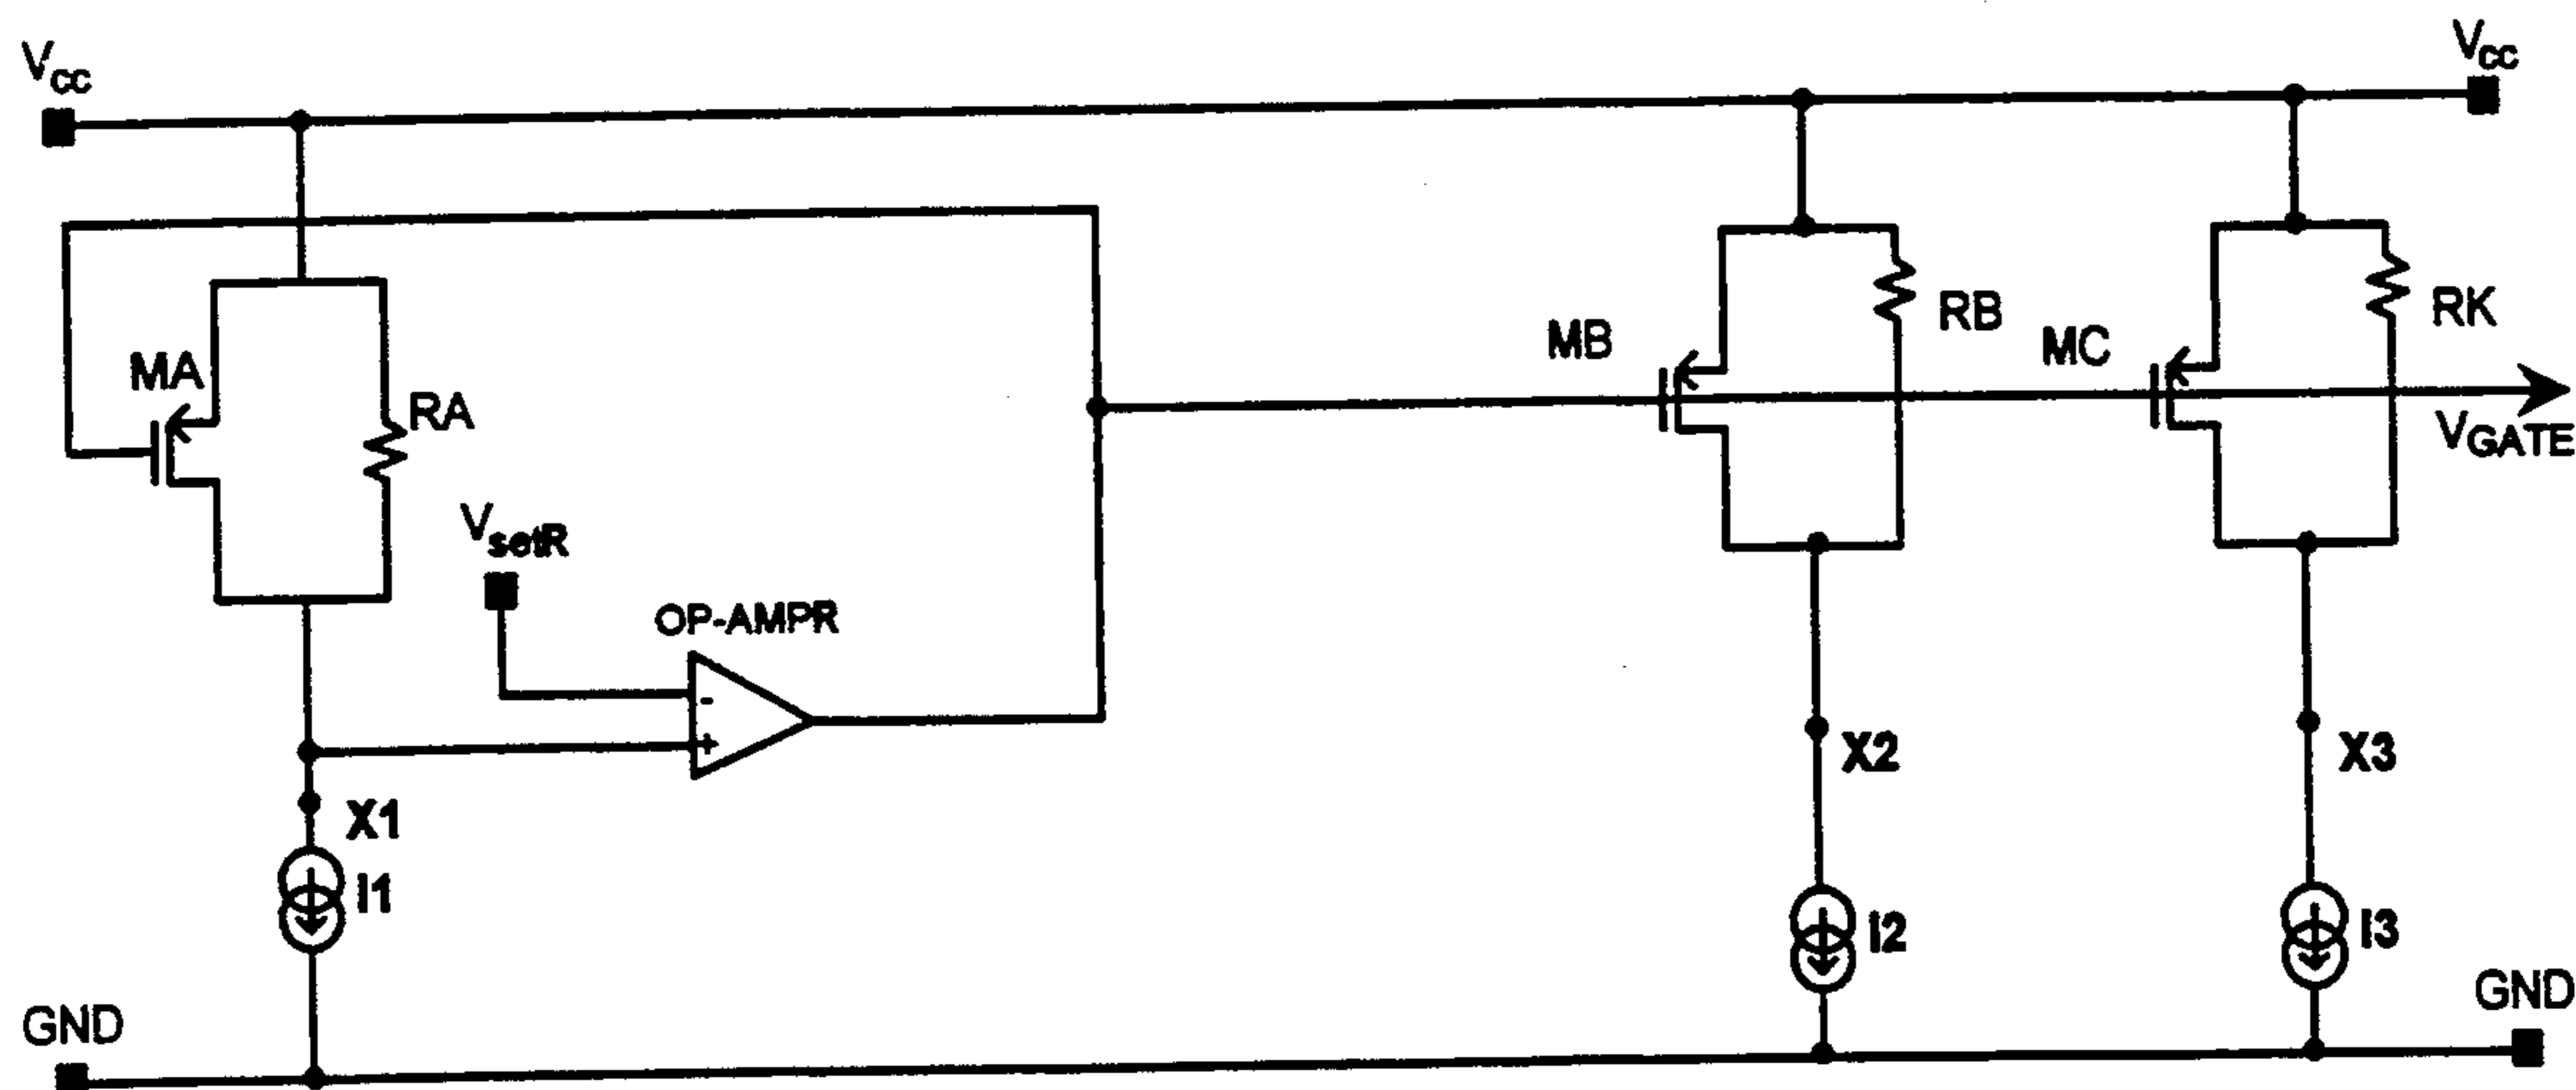 Vcc
Vcc
MA
RA
MB
RB
MC
RK
VGATE
VsetR
OP-AMPR
-
+
X1
X2
X3
I1
I2
I3
GND
GND